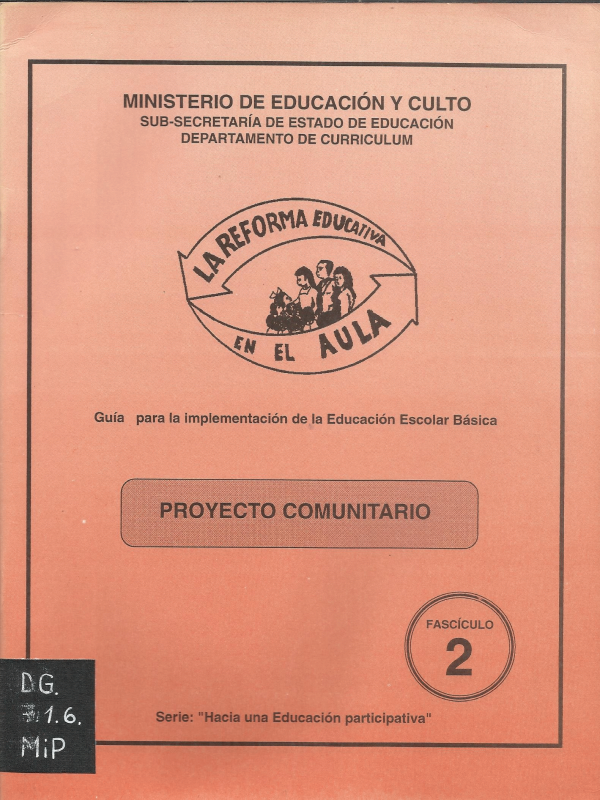 MINISTERIO DE EDUCACIÓN Y CULTO
SUB-SECRETARÍA DE ESTADO DE EDUCACIÓN
DEPARTAMENTO DE CURRICULUM
LA REFORMA EDUCATIVA
EN EL AULA
Guía para la implementación de la Educación Escolar Básica
PROYECTO COMUNITARIO
FASCÍCULO
2
DG.
1.6.
MiP
Serie: "Hacia una Educación participativa"